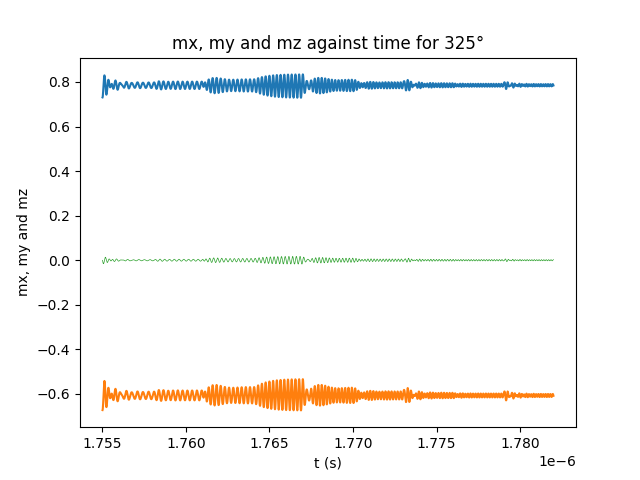 mx, my and mz against time for 325°
mx, my and mz
0.8
0.6
0.4
0.2
0.0
−0.2
−0.4
−0.6
1.755 1.760 1.765 1.770 1.775 1.780
t (s)
1e−6